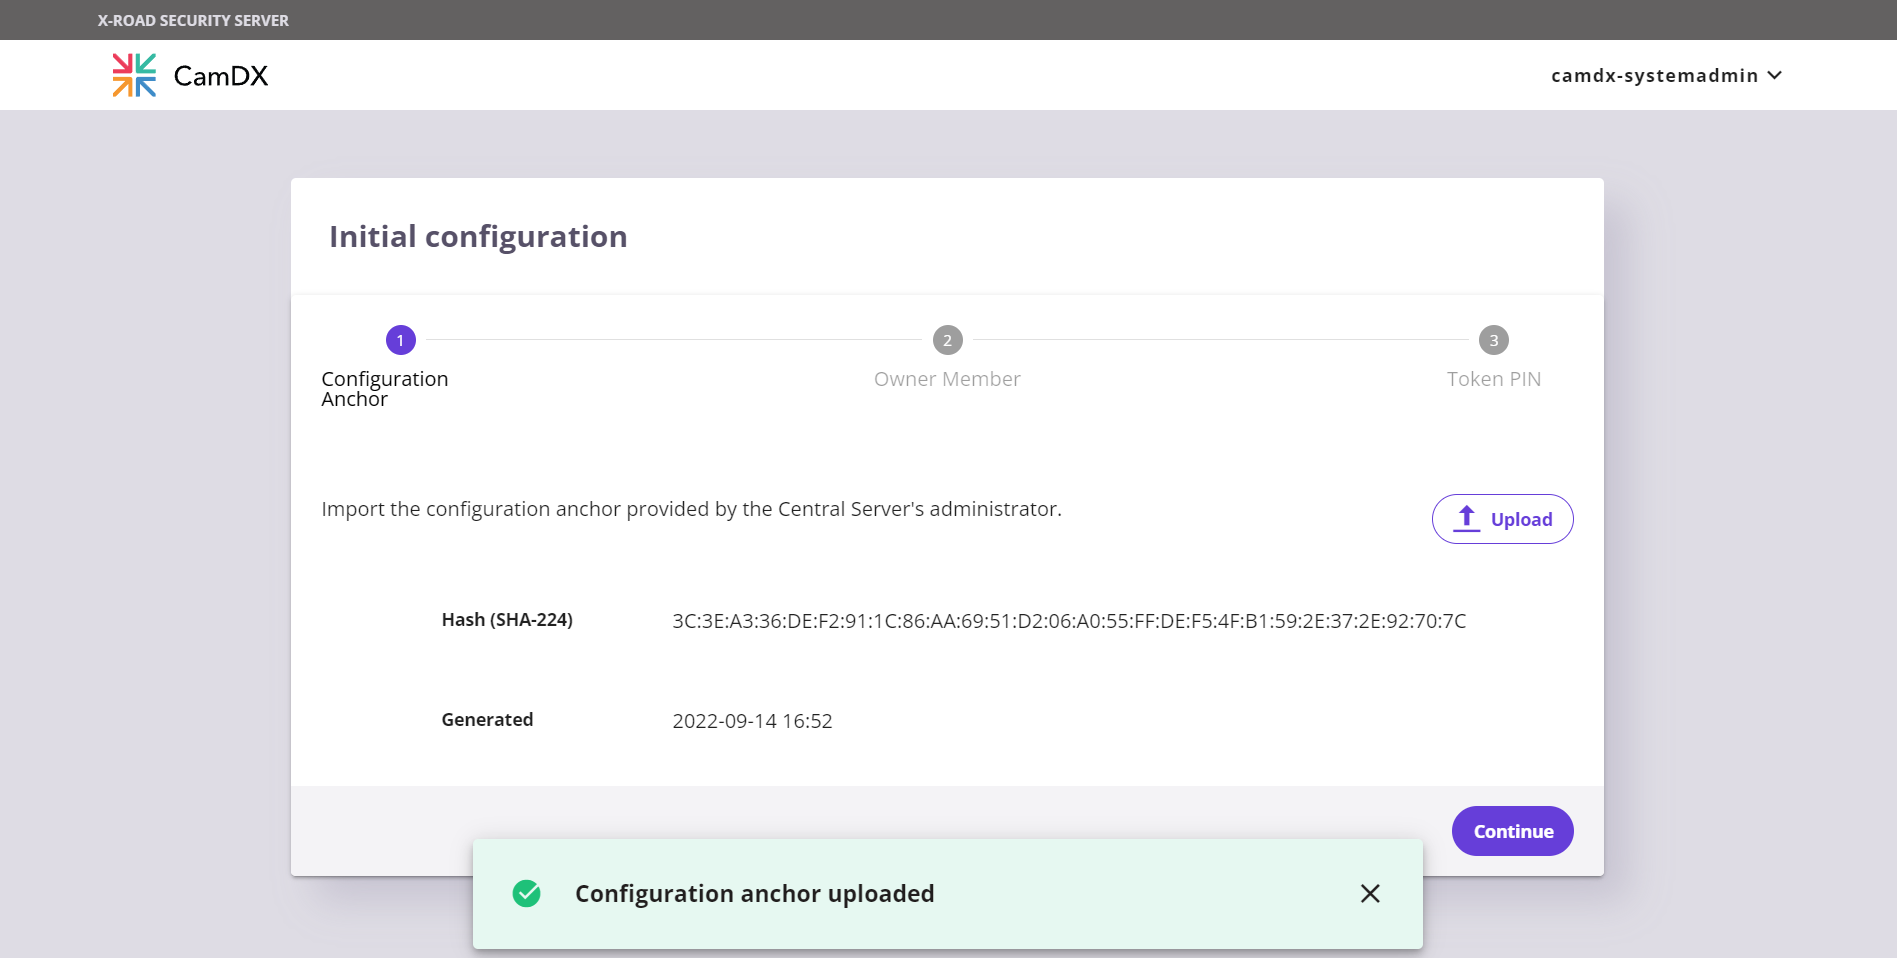 X-ROAD SECURITY SERVER
CamDX
camdx-systemadmin
Initial configuration
1
2
3
Configuration
Anchor
Owner Member
Token PIN
Import the configuration anchor provided by the Central Server's administrator.
Upload
Hash (SHA-224)
3C:3E:A3:36:DE:F2:91:1C:86:AA:69:51:D2:06:A0:55:FF:DE:F5:4F:B1:59:2E:37:2E:92:70:7C
Generated
2022-09-14 16:52
Continue
Configuration anchor uploaded